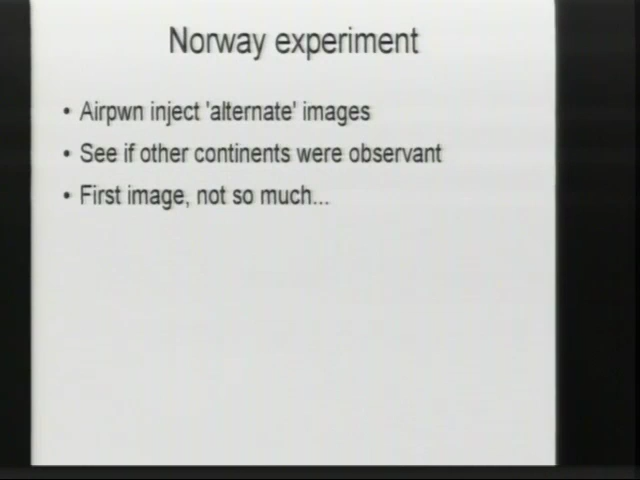 Norway experiment
• Airpwn inject 'alternate' images
• See if other continents were observant
• First image, not so much...